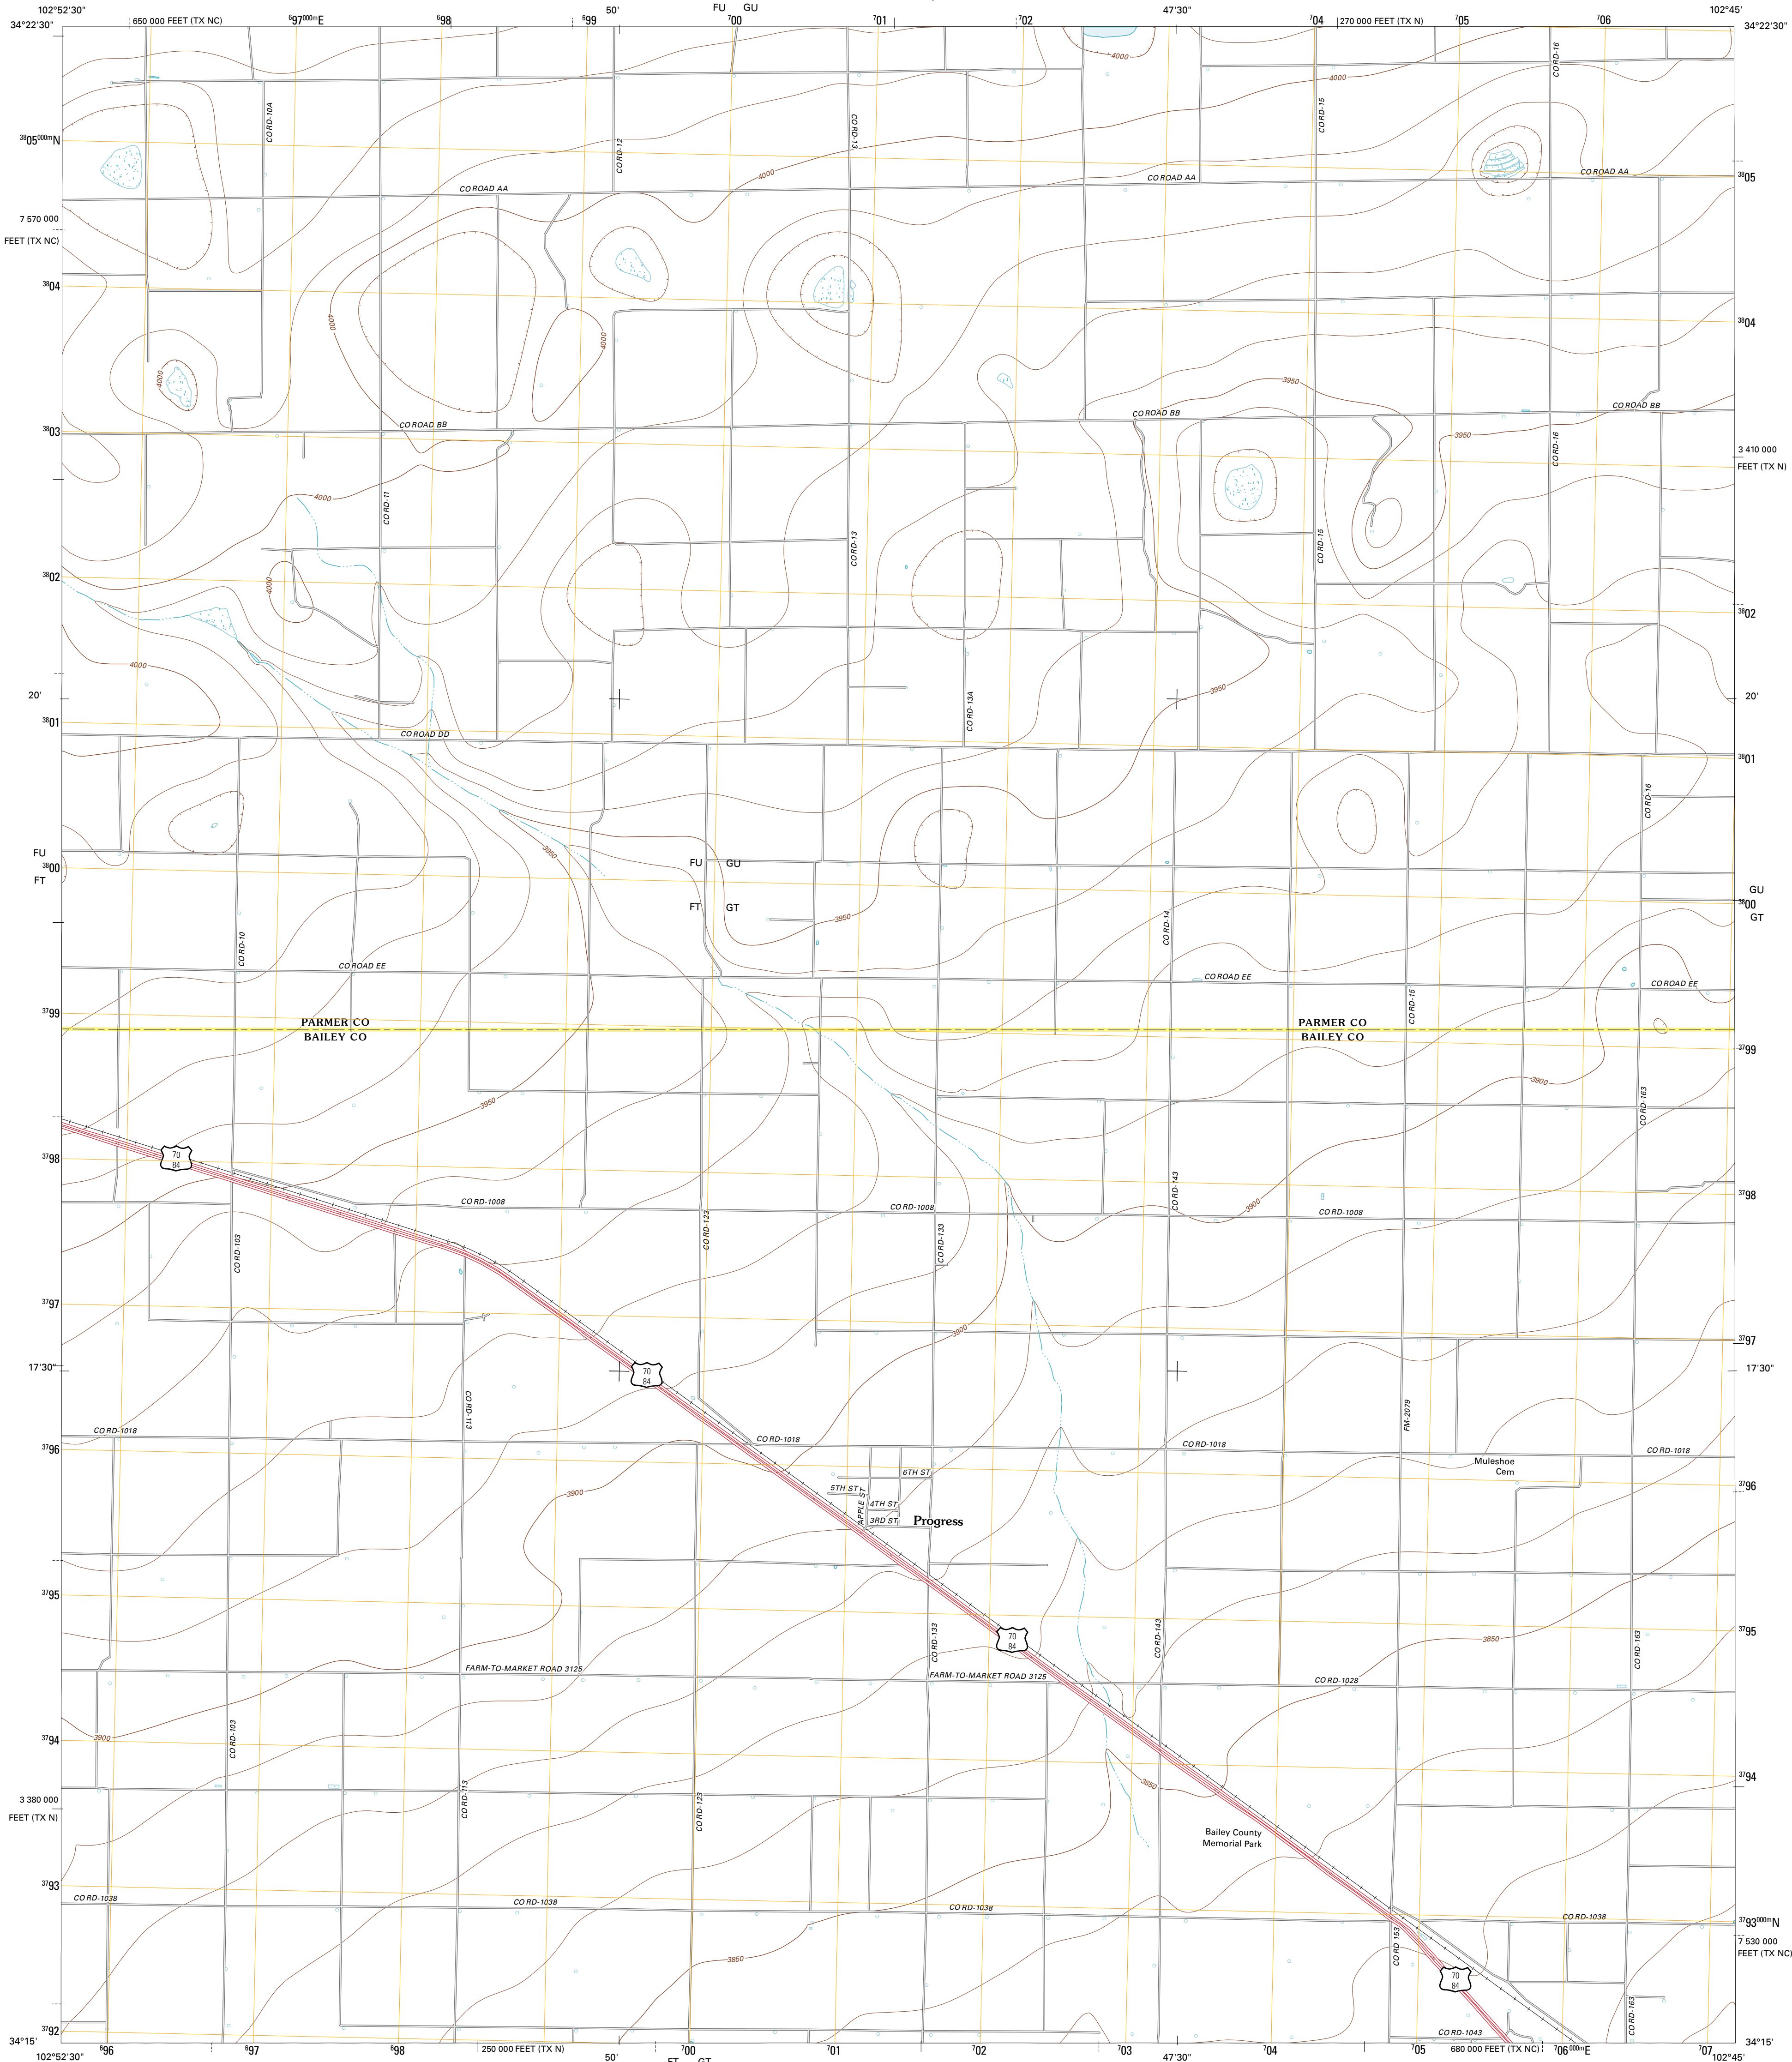 102°52'30"
650 000 FEET (TX NC)
⁶97⁰⁰⁰ᵐE
⁶98
⁶99
50'
FU GU
⁷00
⁷01
⁷02
47'30"
⁷04
270 000 FEET (TX N)
⁷05
⁷06
102°45'
34°22'30"
34°22'30"
4000
4000
CO RD-16
CO RD-10A
CO RD-12
CO RD-13
CO RD-15
³⁸05⁰⁰⁰ᵐN
4000
CO ROAD AA
CO ROAD AA
CO ROAD AA
³⁸05
7 570 000
FEET (TX NC)
³⁸04
4000
4000
³⁸04
4000
3950
CO ROAD BB
CO ROAD BB
CO ROAD BB
³⁸03
3950
CO RD-16
3 410 000
FEET (TX N)
4000
CO RD-11
CO RD-13
CO RD-15
³⁸02
4000
³⁸02
4000
3950
20'
20'
CO RD-13A
³⁸01
CO ROAD DD
³⁸01
CO RD-16
3950
FU
³⁸00
FT
FU GU
FT GT
GU
³⁸00
GT
3950
CO RD-10
CO RD-14
CO ROAD EE
CO ROAD EE
CO ROAD EE
CO RD-15
³⁷99
PARMER CO
BAILEY CO
PARMER CO
BAILEY CO
³⁷99
3900
3950
CO RD-163
70
84
³⁷98
CO RD-143
³⁷98
CO RD-1008
CO RD-1008
CO RD-1008
3900
CO RD-103
CO RD-123
CO RD-133
³⁷97
3900
³⁷97
17'30"
17'30"
70
84
CO RD-113
FM-2079
CO RD-1018
CO RD-1018
CO RD-1018
CO RD-1018
³⁷96
Muleshoe
Cem
³⁷96
6TH ST
5TH ST
APPLE ST
4TH ST
3RD ST
Progress
3900
³⁷95
³⁷95
70
84
CO RD-133
CO RD-143
CO RD-163
3850
FARM-TO-MARKET ROAD 3125
FARM-TO-MARKET ROAD 3125
CO RD-1028
³⁷94
3900
CO RD-103
³⁷94
3850
3 380 000
FEET (TX N)
CO RD-113
CO RD-123
Bailey County
Memorial Park
³⁷93
CO RD-1038
CO RD-1038
CO RD-1038
CO RD-1038
³⁷93⁰⁰⁰ᵐN
7 530 000
FEET (TX NC)
CO RD 153
3850
70
84
CO RD-163
³⁷92
CO RD-1043
34°15'
34°15'
102°52'30"
⁶96
⁶97
⁶98
250 000 FEET (TX N)
50'
FT GT
⁷00
⁷01
⁷02
⁷03
47'30"
⁷04
⁷05
680 000 FEET (TX NC)
⁷06⁰⁰⁰ᵐE
⁷07
102°45'